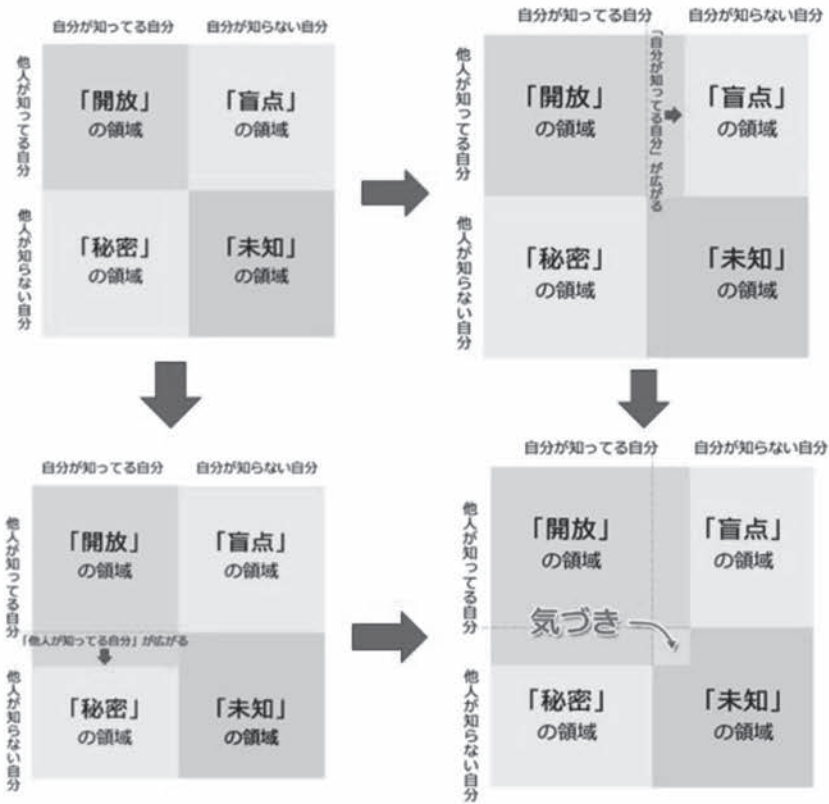 自分が知ってる自分
自分が知らない自分
他人が知ってる自分
他人が知らない自分
「開放」
の領域
「盲点」
の領域
「秘密」
の領域
「未知」
の領域
自分が知ってる自分
自分が知らない自分
他人が知ってる自分
他人が知らない自分
「開放」
の領域
「自分が知ってる自分」が広がる
「盲点」
の領域
「秘密」
の領域
「未知」
の領域
自分が知ってる自分
自分が知らない自分
他人が知ってる自分
他人が知らない自分
「開放」
の領域
「盲点」
の領域
「他人が知ってる自分」が広がる
「秘密」
の領域
「未知」
の領域
自分が知ってる自分
自分が知らない自分
他人が知ってる自分
他人が知らない自分
「開放」
の領域
「盲点」
の領域
気づき
「秘密」
の領域
「未知」
の領域